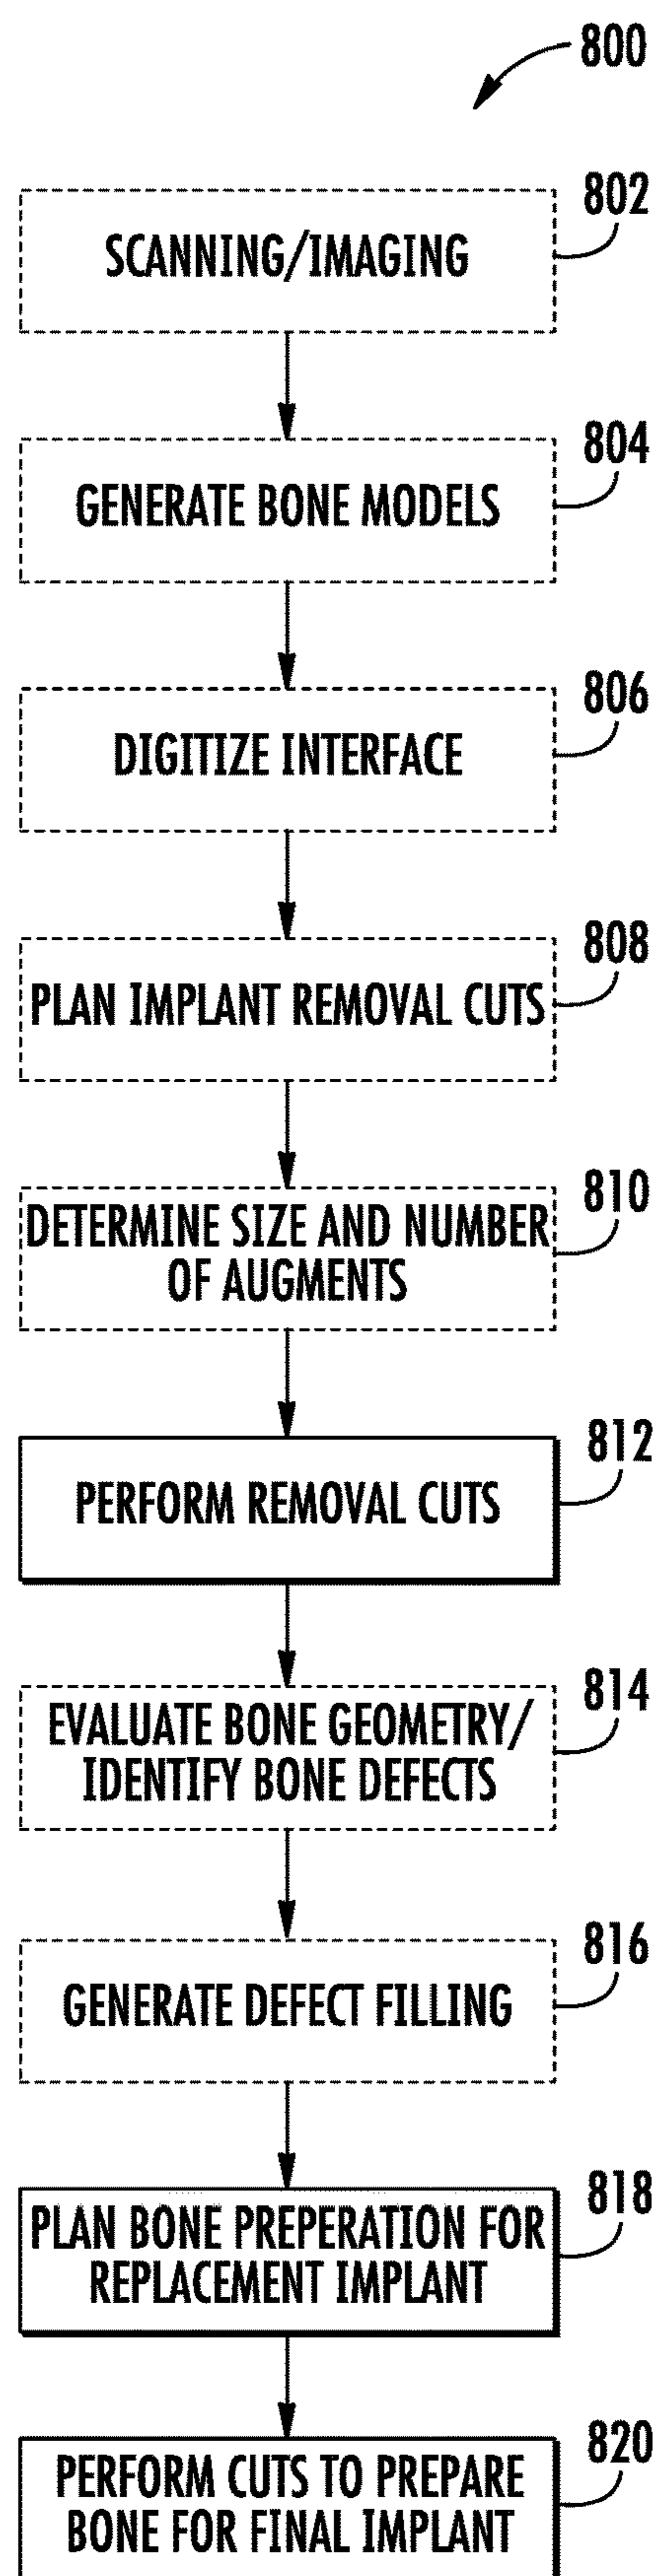 800
802
SCANNING/IMAGING
804
GENERATE BONE MODELS
806
DIGITIZE INTERFACE
808
PLAN IMPLANT REMOVAL CUTS
810
DETERMINE SIZE AND NUMBER
OF AUGMENTS
812
PERFORM REMOVAL CUTS
814
EVALUATE BONE GEOMETRY/
IDENTIFY BONE DEFECTS
816
GENERATE DEFECT FILLING
818
PLAN BONE PREPARATION FOR
REPLACEMENT IMPLANT
820
PERFORM CUTS TO PREPARE
BONE FOR FINAL IMPLANT